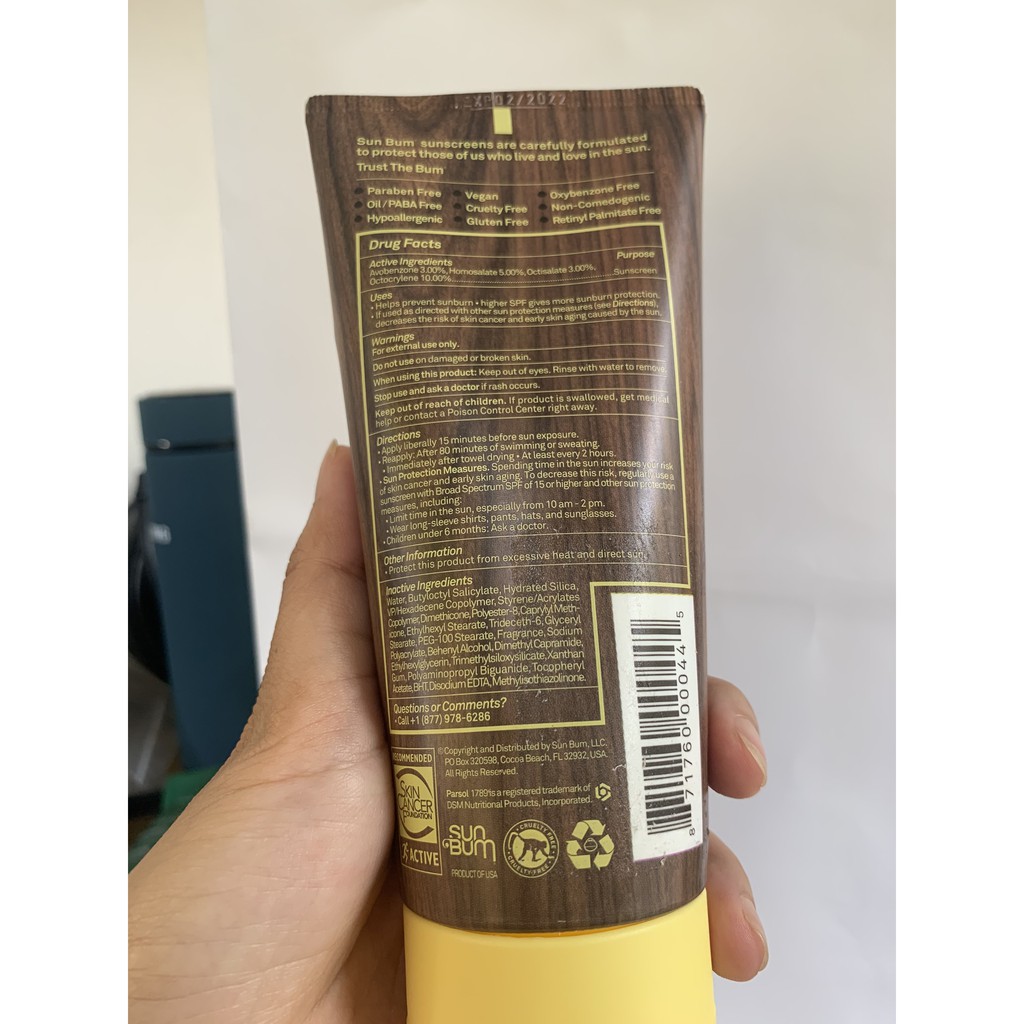 EXP 02/2022
Sun Bum sunscreens are carefully formulated
to protect those of us who live and love in the sun.
Trust The Bum
Paraben Free
Oil / PABA Free
Hypoallergenic
Vegan
Cruelty Free
Gluten Free
Oxybenzone Free
Non-Comedogenic
Retinyl Palmitate Free
Drug Facts
Active Ingredients Purpose
Avobenzone 3.00%, Homosalate 5.00%, Octisalate 3.00%,
Octocrylene 10.00% Sunscreen
Uses
• Helps prevent sunburn • higher SPF gives more sunburn protection.
• If used as directed with other sun protection measures (see Directions),
decreases the risk of skin cancer and early skin aging caused by the sun.
Warnings
For external use only.
Do not use on damaged or broken skin.
When using this product: Keep out of eyes. Rinse with water to remove.
Stop use and ask a doctor if rash occurs.
Keep out of reach of children. If product is swallowed, get medical
help or contact a Poison Control Center right away.
Directions
• Apply liberally 15 minutes before sun exposure.
• Reapply: After 80 minutes of swimming or sweating.
• Immediately after towel drying • At least every 2 hours.
• Sun Protection Measures. Spending time in the sun increases your risk
of skin cancer and early skin aging. To decrease this risk, regularly use a
sunscreen with Broad Spectrum SPF of 15 or higher and other sun protection
measures, including:
• Limit time in the sun, especially from 10 am - 2 pm.
• Wear long-sleeve shirts, pants, hats, and sunglasses.
• Children under 6 months: Ask a doctor.
Other Information
• Protect this product from excessive heat and direct sun.
Inactive Ingredients
Water, Butyloctyl Salicylate, Hydrated Silica,
VP/Hexadecene Copolymer, Styrene/Acrylates
Copolymer, Dimethicone, Polyester-8, Caprylyl Meth-
icone, Ethylhexyl Stearate, Trideceth-6, Glyceryl
Stearate, PEG-100 Stearate, Fragrance, Sodium
Polyacrylate, Behenyl Alcohol, Dimethyl Capramide,
Ethylhexylglycerin, Trimethylsiloxysilicate, Xanthan
Gum, Polyaminopropyl Biguanide, Tocopheryl
Acetate, BHT, Disodium EDTA, Methylisothiazolinone.
Questions or Comments?
• Call +1 (877) 978-6286
8 71760 00044 5
RECOMMENDED
SKIN
CANCER
FOUNDATION
ACTIVE
© Copyright and Distributed by Sun Bum, LLC.
PO Box 320598, Cocoa Beach, FL 32932, USA.
All Rights Reserved.
Parsol 1789 is a registered trademark of
DSM Nutritional Products, Incorporated.
SUN
BUM
PRODUCT OF USA
CRUELTY FREE
CRUELTY-FREE